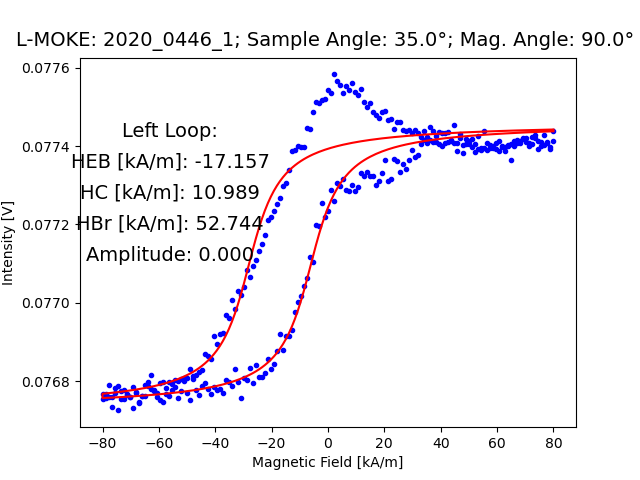 L-MOKE: 2020_0446_1; Sample Angle: 35.0°; Mag. Angle: 90.0°
0.0776
0.0774
0.0772
0.0770
0.0768
Intensity [V]
Left Loop:
HEB [kA/m]: -17.157
HC [kA/m]: 10.989
HBr [kA/m]: 52.744
Amplitude: 0.000
−80 −60 −40 −20 0 20 40 60 80
Magnetic Field [kA/m]